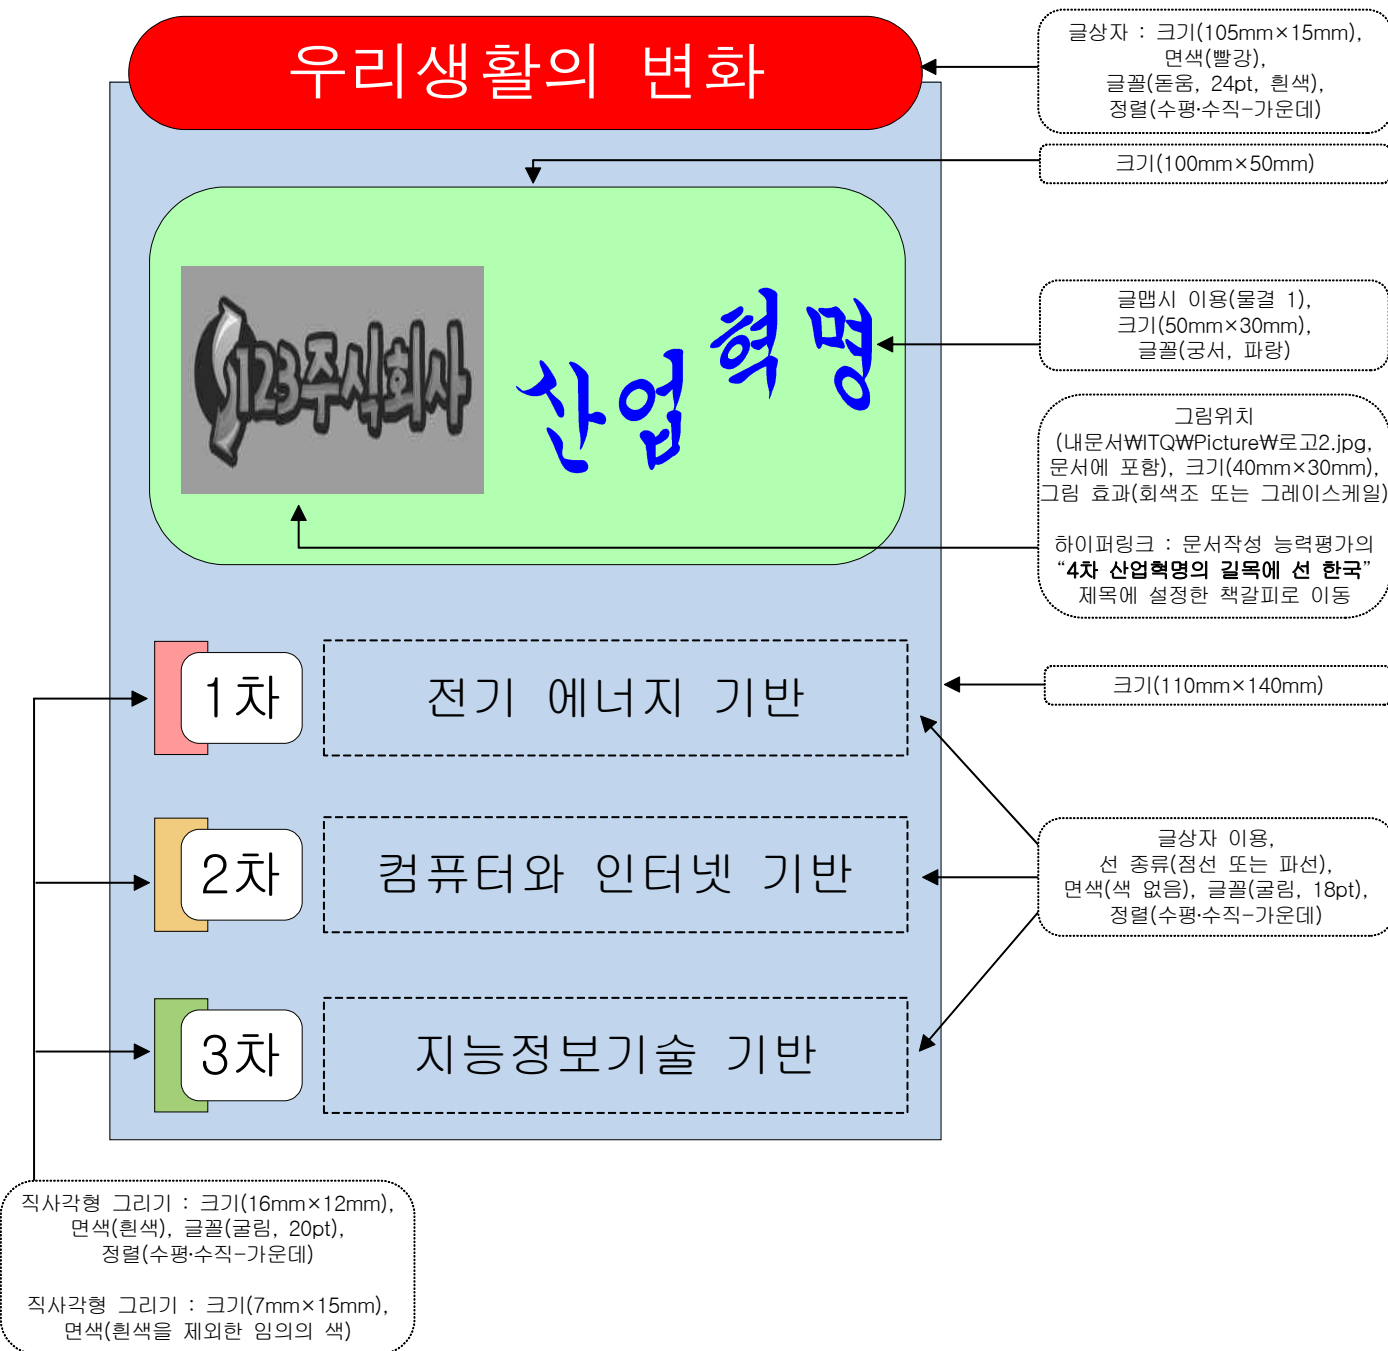 우리생활의 변화
글상자 : 크기(105mm×15mm),
면색(빨강),
글꼴(돋움, 24pt, 흰색),
정렬(수평·수직-가운데)
크기(100mm×50mm)
123주식회사
산업혁명
글맵시 이용(물결 1),
크기(50mm×30mm),
글꼴(궁서, 파랑)
그림위치
(내문서₩ITQ₩Picture₩로고2.jpg,
문서에 포함), 크기(40mm×30mm),
그림 효과(회색조 또는 그레이스케일)
하이퍼링크 : 문서작성 능력평가의
“4차 산업혁명의 길목에 선 한국”
제목에 설정한 책갈피로 이동
1차
전기 에너지 기반
크기(110mm×140mm)
2차
컴퓨터와 인터넷 기반
글상자 이용,
선 종류(점선 또는 파선),
면색(색 없음), 글꼴(굴림, 18pt),
정렬(수평·수직-가운데)
3차
지능정보기술 기반
직사각형 그리기 : 크기(16mm×12mm),
면색(흰색), 글꼴(굴림, 20pt),
정렬(수평·수직-가운데)
직사각형 그리기 : 크기(7mm×15mm),
면색(흰색을 제외한 임의의 색)